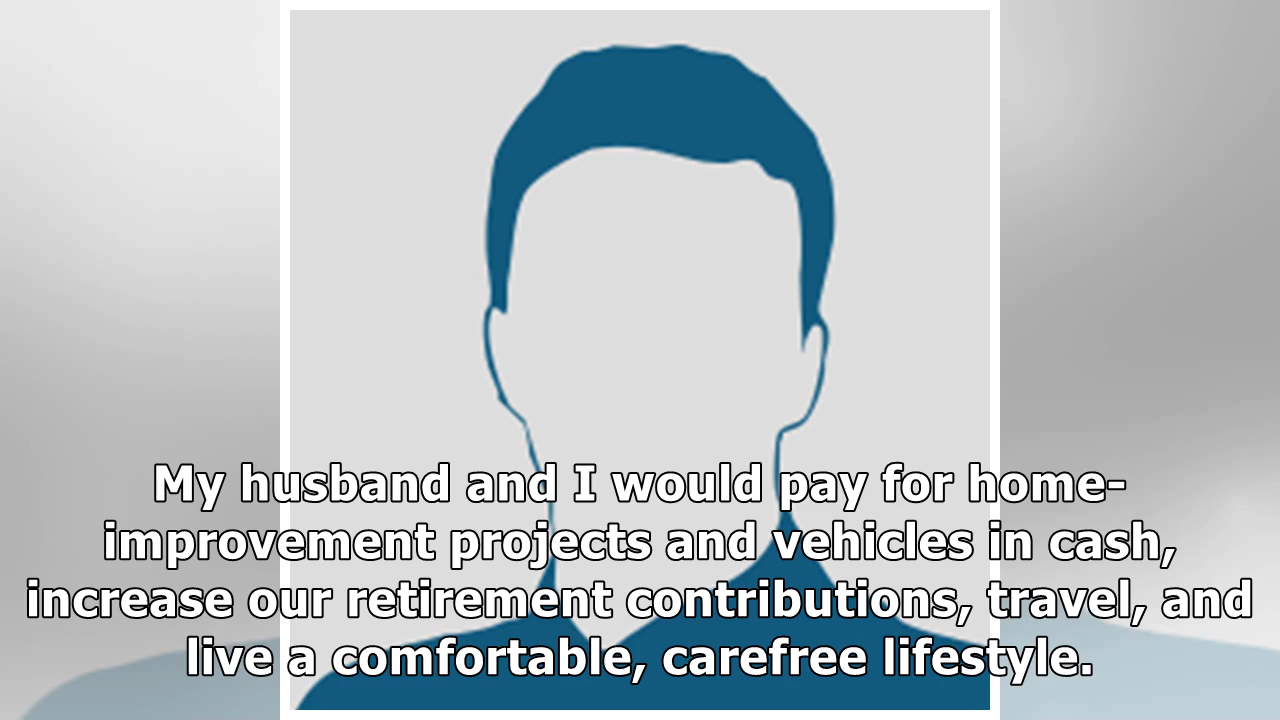 My husband and I would pay for home-
improvement projects and vehicles in cash,
increase our retirement contributions, travel, and
live a comfortable, carefree lifestyle.